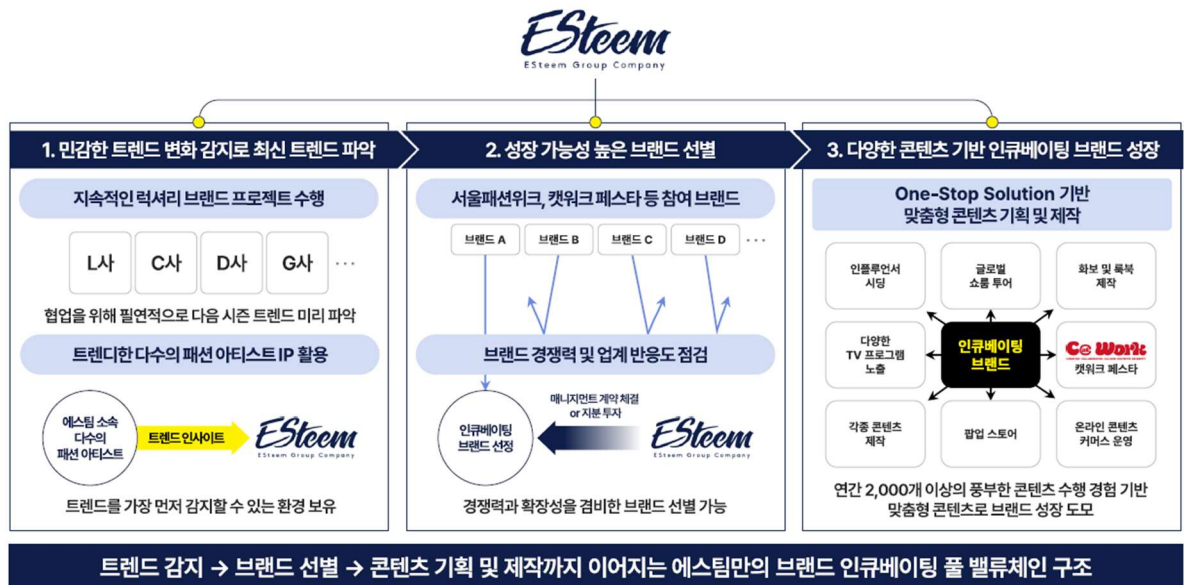 ESteem
ESteem Group Company
1. 민감한 트렌드 변화 감지로 최신 트렌드 파악
지속적인 럭셔리 브랜드 프로젝트 수행
L사
C사
D사
G사
...
협업을 위해 필연적으로 다음 시즌 트렌드 미리 파악
트렌디한 다수의 패션 아티스트 IP 활용
에스팀 소속
다수의
패션 아티스트
트렌드 인사이트
ESteem
ESteem Group Company
트렌드를 가장 먼저 감지할 수 있는 환경 보유
2. 성장 가능성 높은 브랜드 선별
서울패션위크, 캣워크 페스타 등 참여 브랜드
브랜드 A
브랜드 B
브랜드 C
브랜드 D
...
브랜드 경쟁력 및 업계 반응도 점검
매니지먼트 계약 체결
or 지분 투자
인큐베이팅
브랜드 선정
ESteem
ESteem Group Company
경쟁력과 확장성을 겸비한 브랜드 선별 가능
3. 다양한 콘텐츠 기반 인큐베이팅 브랜드 성장
One-Stop Solution 기반
맞춤형 콘텐츠 기획 및 제작
인플루언서
시딩
글로벌
쇼룸 투어
화보 및 룩북
제작
다양한
TV 프로그램
노출
인큐베이팅
브랜드
캣워크 페스타
각종 콘텐츠
제작
팝업 스토어
온라인 콘텐츠
커머스 운영
연간 2,000개 이상의 풍부한 콘텐츠 수행 경험 기반
맞춤형 콘텐츠로 브랜드 성장 도모
트렌드 감지 → 브랜드 선별 → 콘텐츠 기획 및 제작까지 이어지는 에스팀만의 브랜드 인큐베이팅 풀 밸류체인 구조